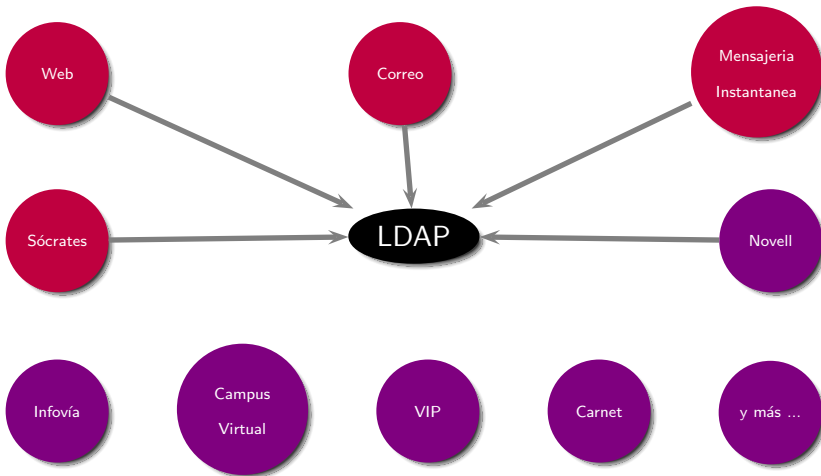 Web
Correo
Mensajeria
Instantanea
Sócrates
LDAP
Novell
Infovía
Campus
Virtual
VIP
Carnet
y más ...